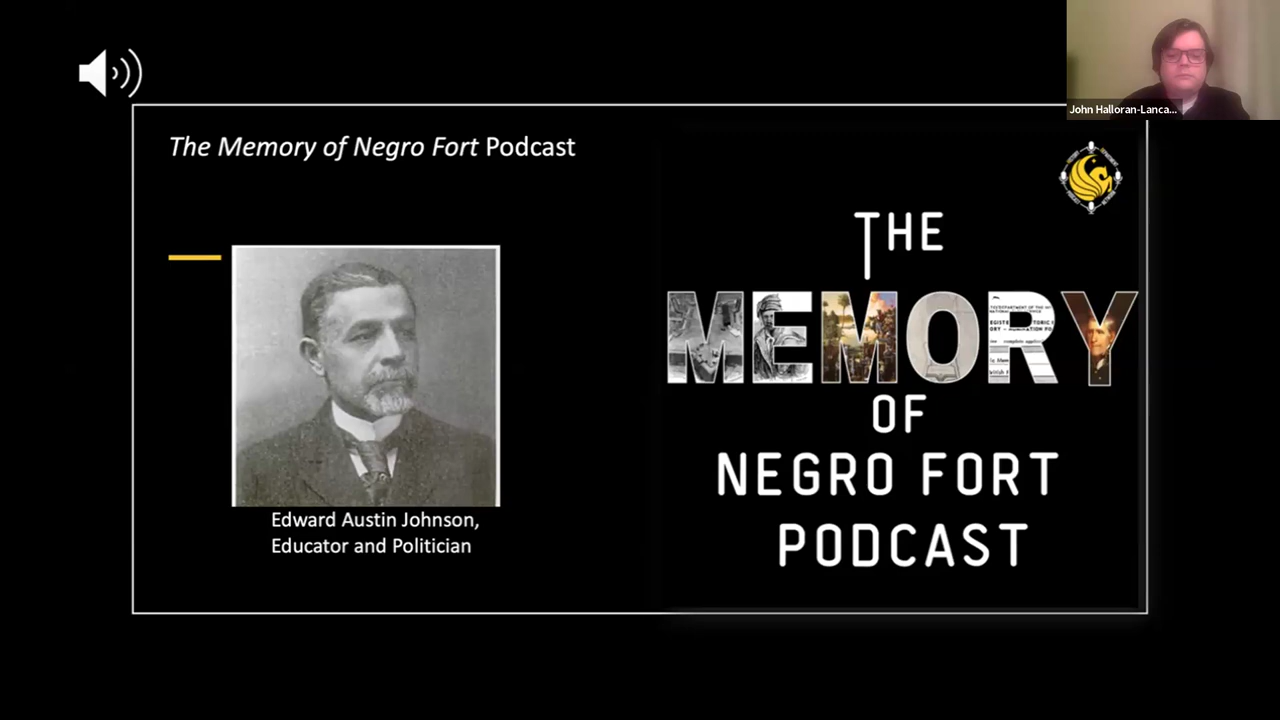 John Halloran-Lanca...
The Memory of Negro Fort Podcast
THE
MEMORY
OF
NEGRO FORT
PODCAST
Edward Austin Johnson,
Educator and Politician